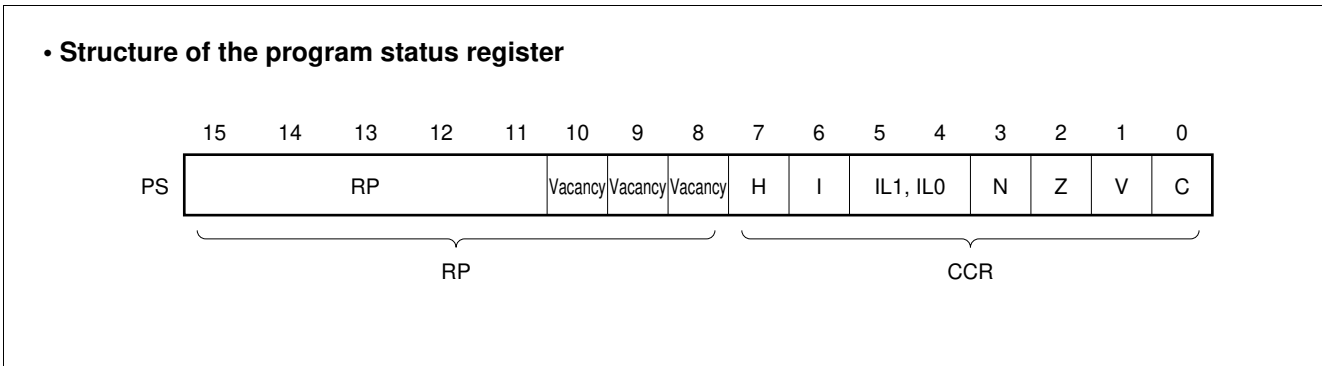 • Structure of the program status register
15 14 13 12 11 10 9 8 7 6 5 4 3 2 1 0
PS RP Vacancy Vacancy Vacancy H I IL1, IL0 N Z V C
RP CCR